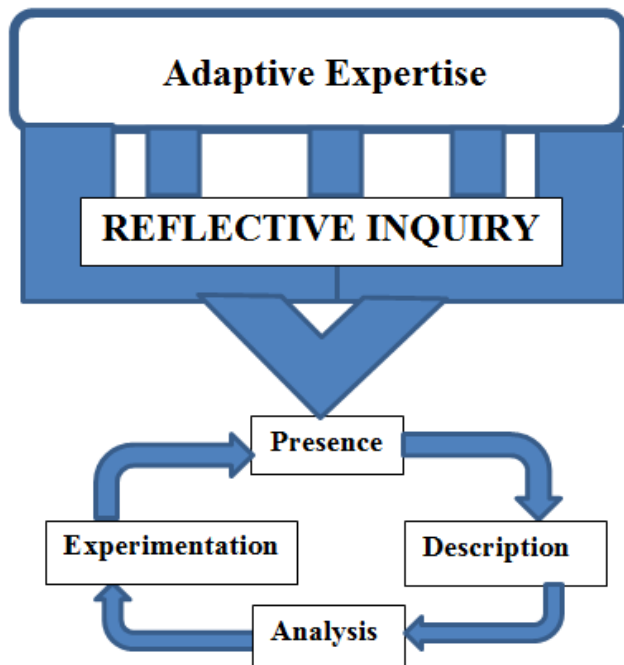 Adaptive Expertise
REFLECTIVE INQUIRY
Presence
Description
Analysis
Experimentation